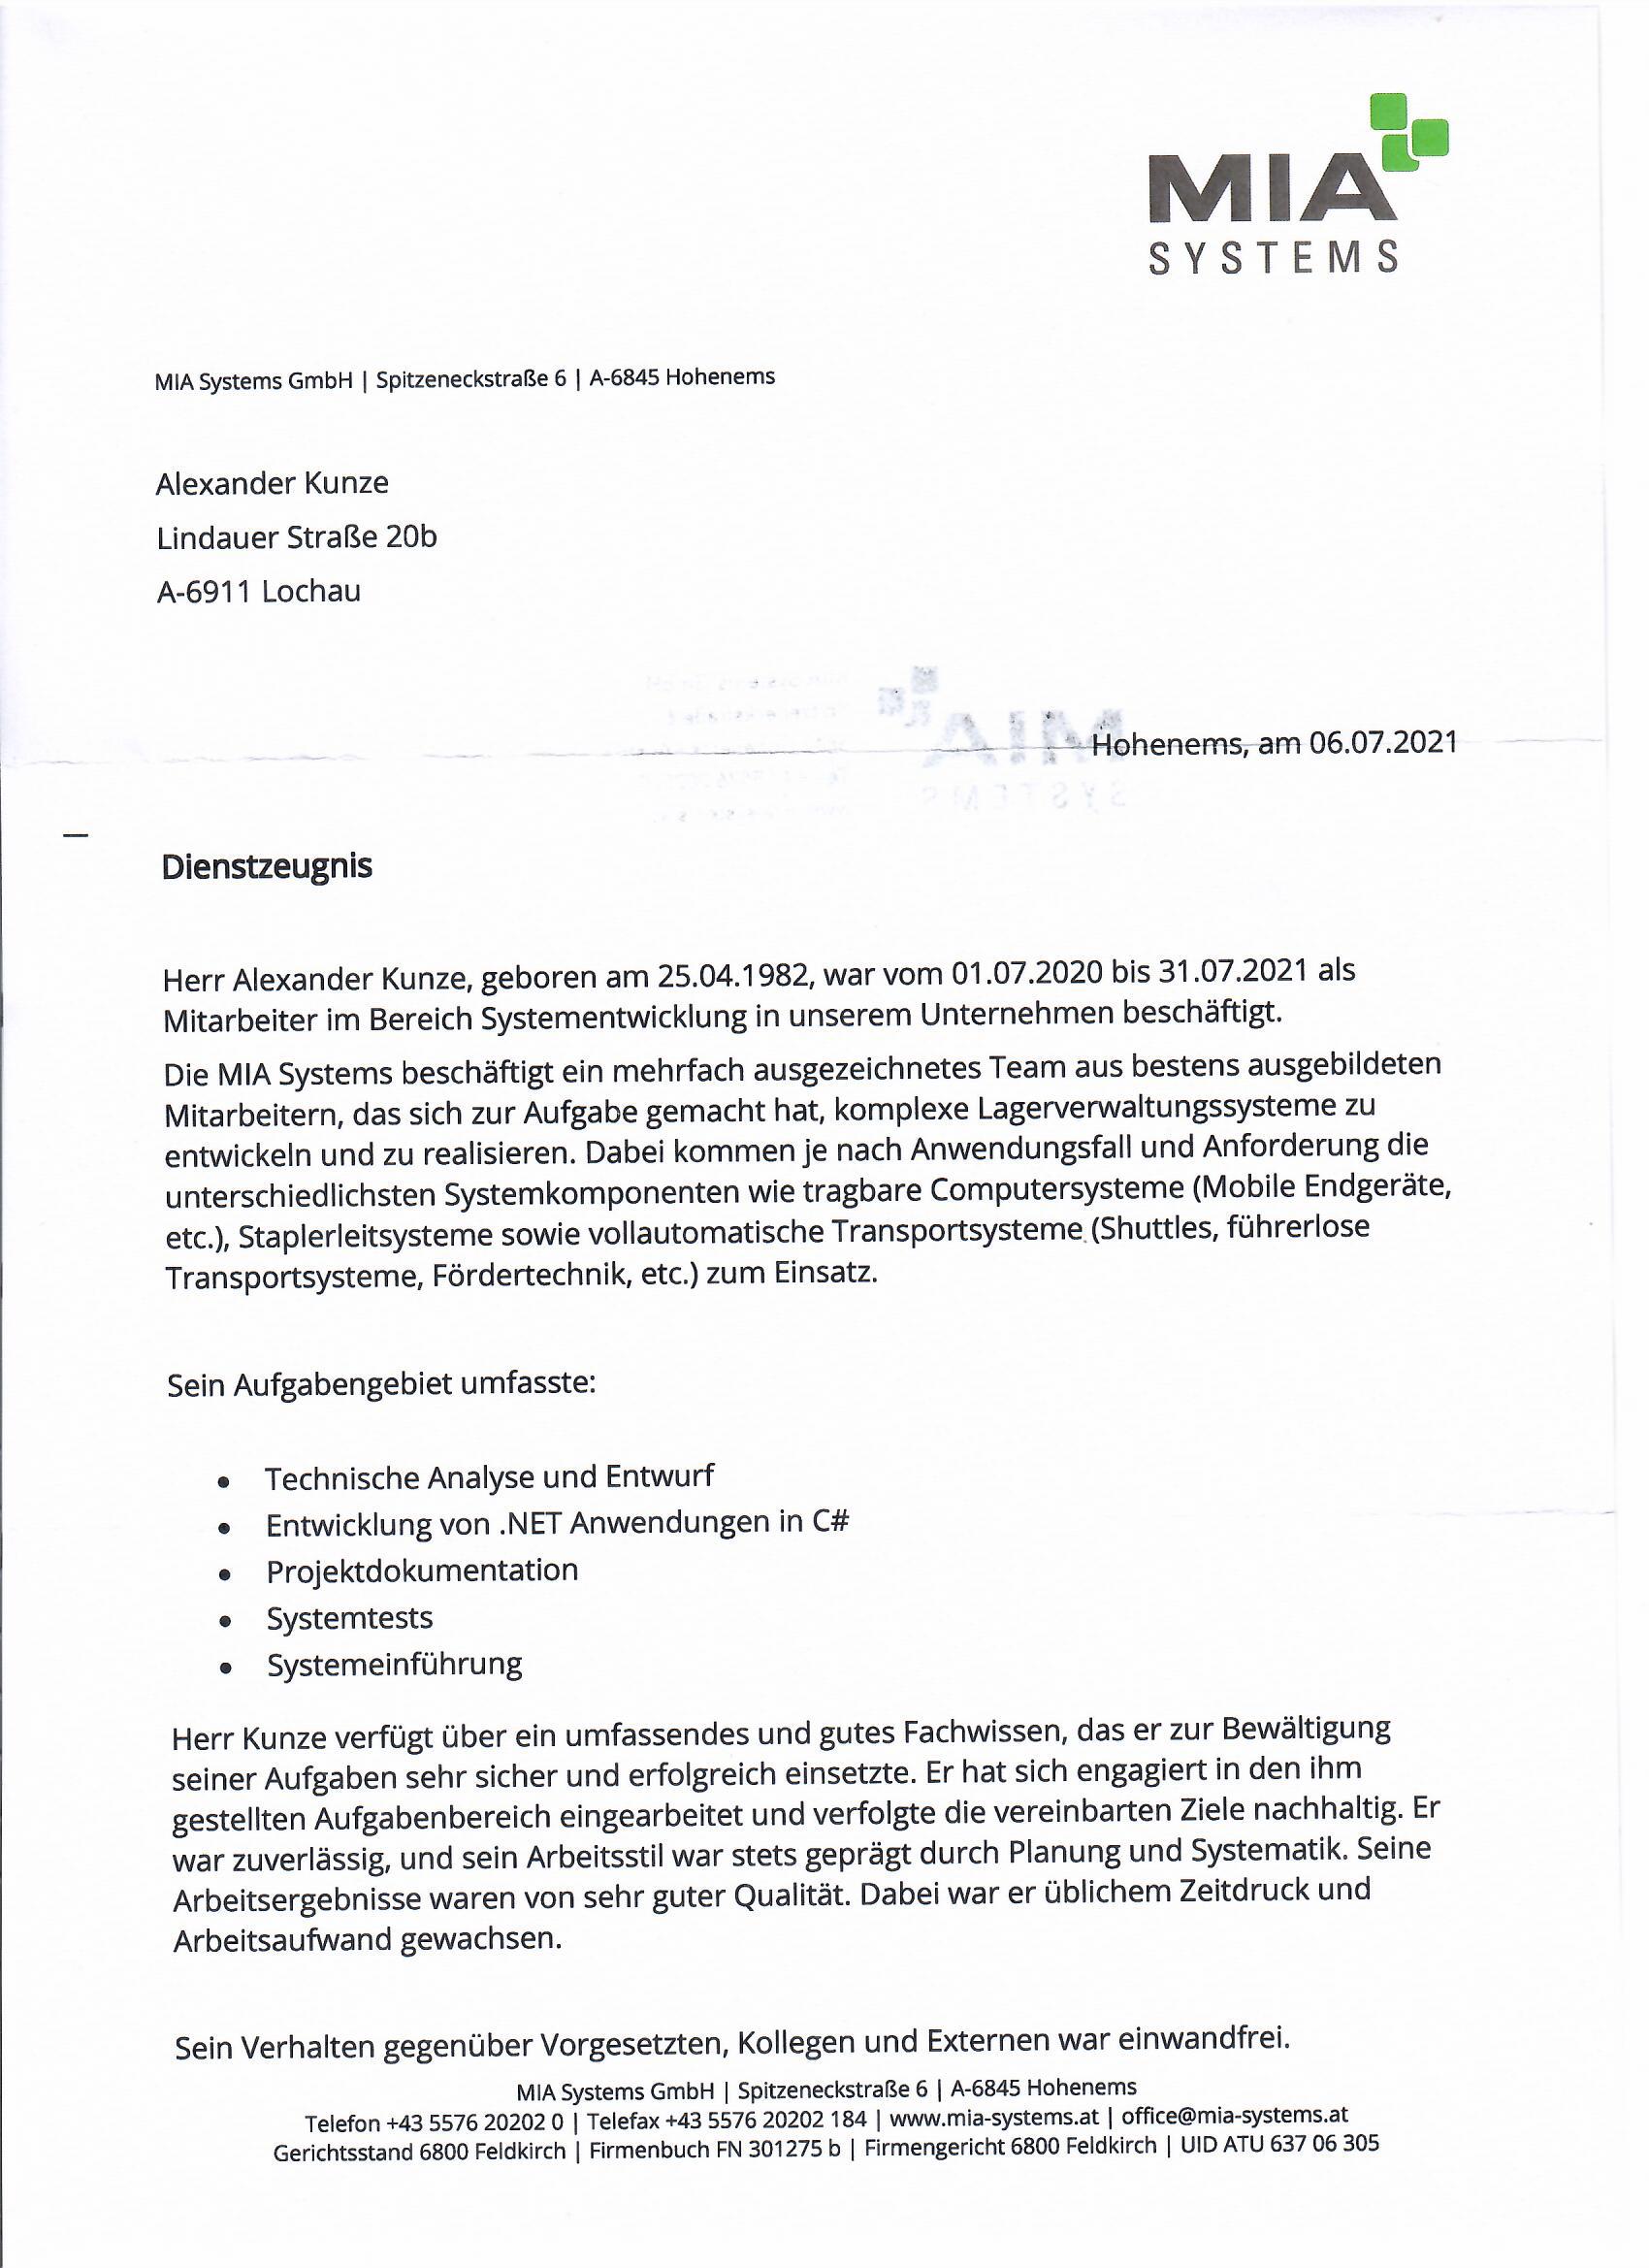 MIA
SYSTEMS
MIA Systems GmbH | Spitzeneckstraße 6 | A-6845 Hohenems
Alexander Kunze
Lindauer Straße 20b
A-6911 Lochau
MIA
SYSTEMS
Hohenems, am 06.07.2021
Dienstzeugnis
Herr Alexander Kunze, geboren am 25.04.1982, war vom 01.07.2020 bis 31.07.2021 als
Mitarbeiter im Bereich Systementwicklung in unserem Unternehmen beschäftigt.
Die MIA Systems beschäftigt ein mehrfach ausgezeichnetes Team aus bestens ausgebildeten
Mitarbeitern, das sich zur Aufgabe gemacht hat, komplexe Lagerverwaltungssysteme zu
entwickeln und zu realisieren. Dabei kommen je nach Anwendungsfall und Anforderung die
unterschiedlichsten Systemkomponenten wie tragbare Computersysteme (Mobile Endgeräte,
etc.), Staplerleitsysteme sowie vollautomatische Transportsysteme (Shuttles, führerlose
Transportsysteme, Fördertechnik, etc.) zum Einsatz.
Sein Aufgabengebiet umfasste:
• Technische Analyse und Entwurf
• Entwicklung von .NET Anwendungen in C#
• Projektdokumentation
• Systemtests
• Systemeinführung
Herr Kunze verfügt über ein umfassendes und gutes Fachwissen, das er zur Bewältigung
seiner Aufgaben sehr sicher und erfolgreich einsetzte. Er hat sich engagiert in den ihm
gestellten Aufgabenbereich eingearbeitet und verfolgte die vereinbarten Ziele nachhaltig. Er
war zuverlässig, und sein Arbeitsstil war stets geprägt durch Planung und Systematik. Seine
Arbeitsergebnisse waren von sehr guter Qualität. Dabei war er üblichem Zeitdruck und
Arbeitsaufwand gewachsen.
Sein Verhalten gegenüber Vorgesetzten, Kollegen und Externen war einwandfrei.
MIA Systems GmbH | Spitzeneckstraße 6 | A-6845 Hohenems
Telefon +43 5576 20202 0 | Telefax +43 5576 20202 184 | www.mia-systems.at | office@mia-systems.at
Gerichtsstand 6800 Feldkirch | Firmenbuch FN 301275 b | Firmengericht 6800 Feldkirch | UID ATU 637 06 305